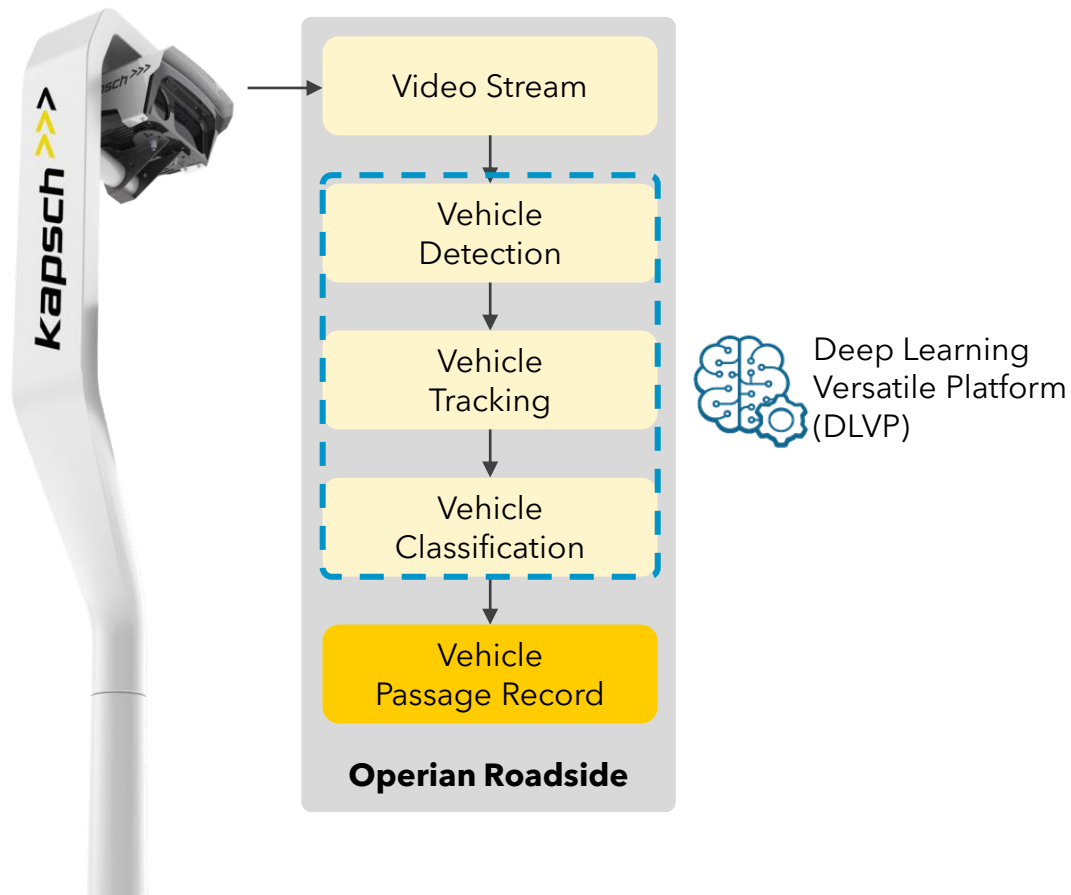 kapsch >>>
psch >>>
Video Stream
Vehicle
Detection
Vehicle
Tracking
Vehicle
Classification
Vehicle
Passage Record
Operian Roadside
Deep Learning
Versatile Platform
(DLVP)